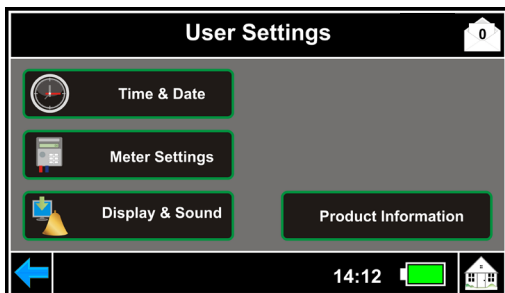 User Settings
0
Time & Date
Meter Settings
Display & Sound
Product Information
14:12